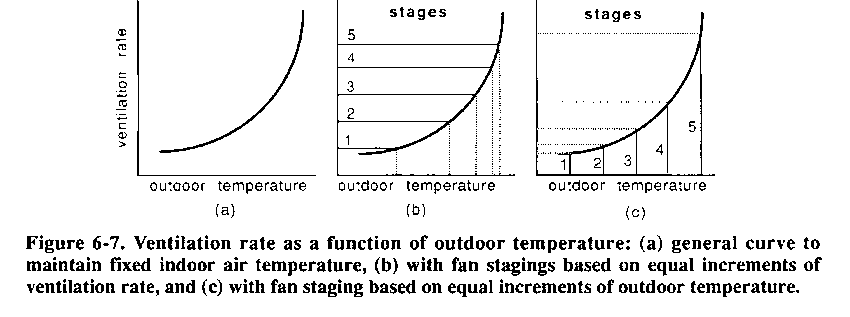 stages
stages
ventilation rate
5
4
3
2
1
1
2
3
4
5
outdoor temperature
outdoor temperature
outdoor temperature
(a)
(b)
(c)
Figure 6-7. Ventilation rate as a function of outdoor temperature: (a) general curve to
maintain fixed indoor air temperature, (b) with fan stagings based on equal increments of
ventilation rate, and (c) with fan staging based on equal increments of outdoor temperature.